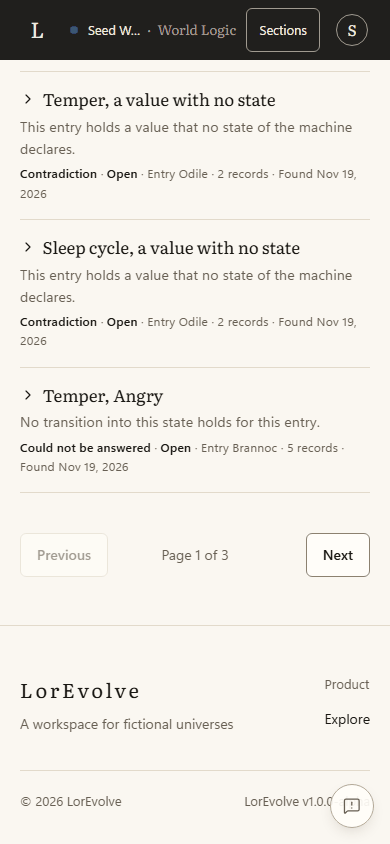 L
Seed W... · World Logic
Sections
S
Temper, a value with no state
This entry holds a value that no state of the machine
declares.
Contradiction · Open · Entry Odile · 2 records · Found Nov 19,
2026
Sleep cycle, a value with no state
This entry holds a value that no state of the machine
declares.
Contradiction · Open · Entry Odile · 2 records · Found Nov 19,
2026
Temper, Angry
No transition into this state holds for this entry.
Could not be answered · Open · Entry Brannoc · 5 records ·
Found Nov 19, 2026
Previous
Page 1 of 3
Next
LorEvolve
Product
A workspace for fictional universes
Explore
© 2026 LorEvolve
LorEvolve